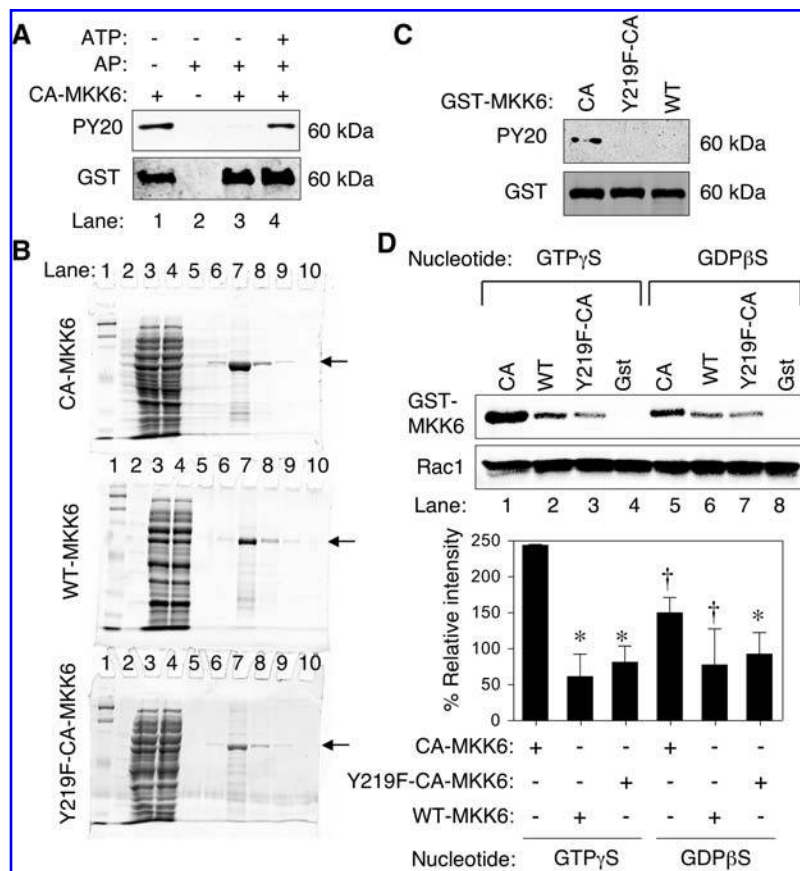 A
ATP: - - - +
AP: - + + +
CA-MKK6: + - + +
PY20 60 kDa
GST 60 kDa
Lane: 1 2 3 4
B
Lane: 1 2 3 4 5 6 7 8 9 10
CA-MKK6
1 2 3 4 5 6 7 8 9 10
WT-MKK6
1 2 3 4 5 6 7 8 9 10
Y219F-CA-MKK6
C
GST-MKK6: CA Y219F-CA WT
PY20 60 kDa
GST 60 kDa
D
Nucleotide: GTPγS GDPβS
CA WT Y219F-CA Gst CA WT Y219F-CA Gst
GST-
MKK6
Rac1
Lane: 1 2 3 4 5 6 7 8
% Relative intensity
250
200
150
100
50
0
* * † † *
CA-MKK6: + - - + - -
Y219F-CA-MKK6: - - + - - +
WT-MKK6: - + - - + -
Nucleotide: GTPγS GDPβS